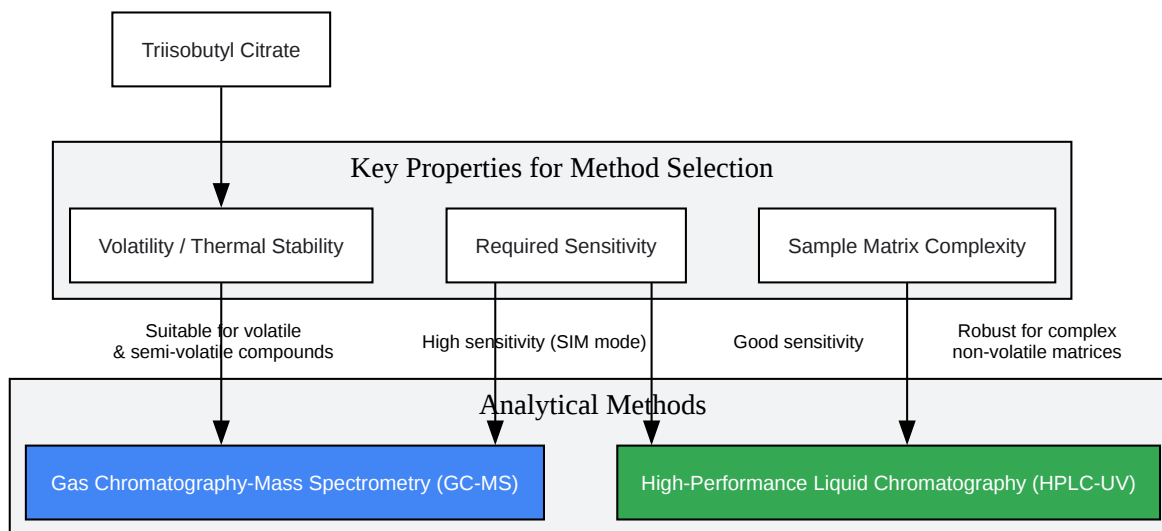 Triisobutyl Citrate
Key Properties for Method Selection
Volatility / Thermal Stability
Required Sensitivity
Sample Matrix Complexity
Suitable for volatile
& semi-volatile compounds
High sensitivity (SIM mode)
Good sensitivity
Robust for complex
non-volatile matrices
Analytical Methods
Gas Chromatography-Mass Spectrometry (GC-MS)
High-Performance Liquid Chromatography (HPLC-UV)